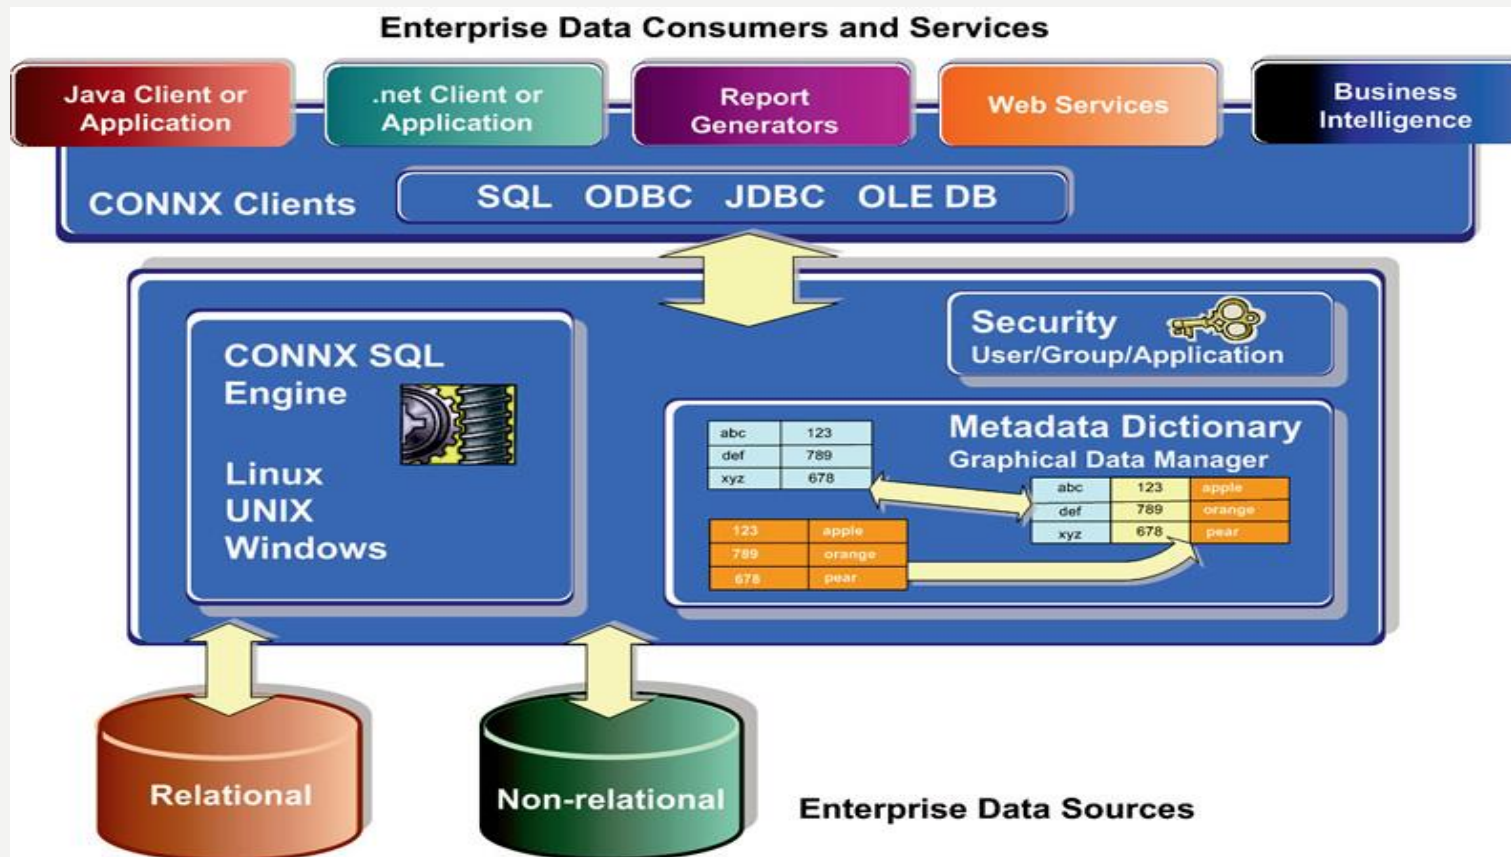 Enterprise Data Consumers and Services
Java Client or
Application
.net Client or
Application
Report
Generators
Web Services
Business
Intelligence
CONNX Clients
SQL ODBC JDBC OLE DB
CONNX SQL
Engine
Linux
UNIX
Windows
Security
User/Group/Application
Metadata Dictionary
Graphical Data Manager
abc 123
def 789
xyz 678
123 apple
789 orange
678 pear
abc 123 apple
def 789 orange
xyz 678 pear
Relational
Non-relational
Enterprise Data Sources